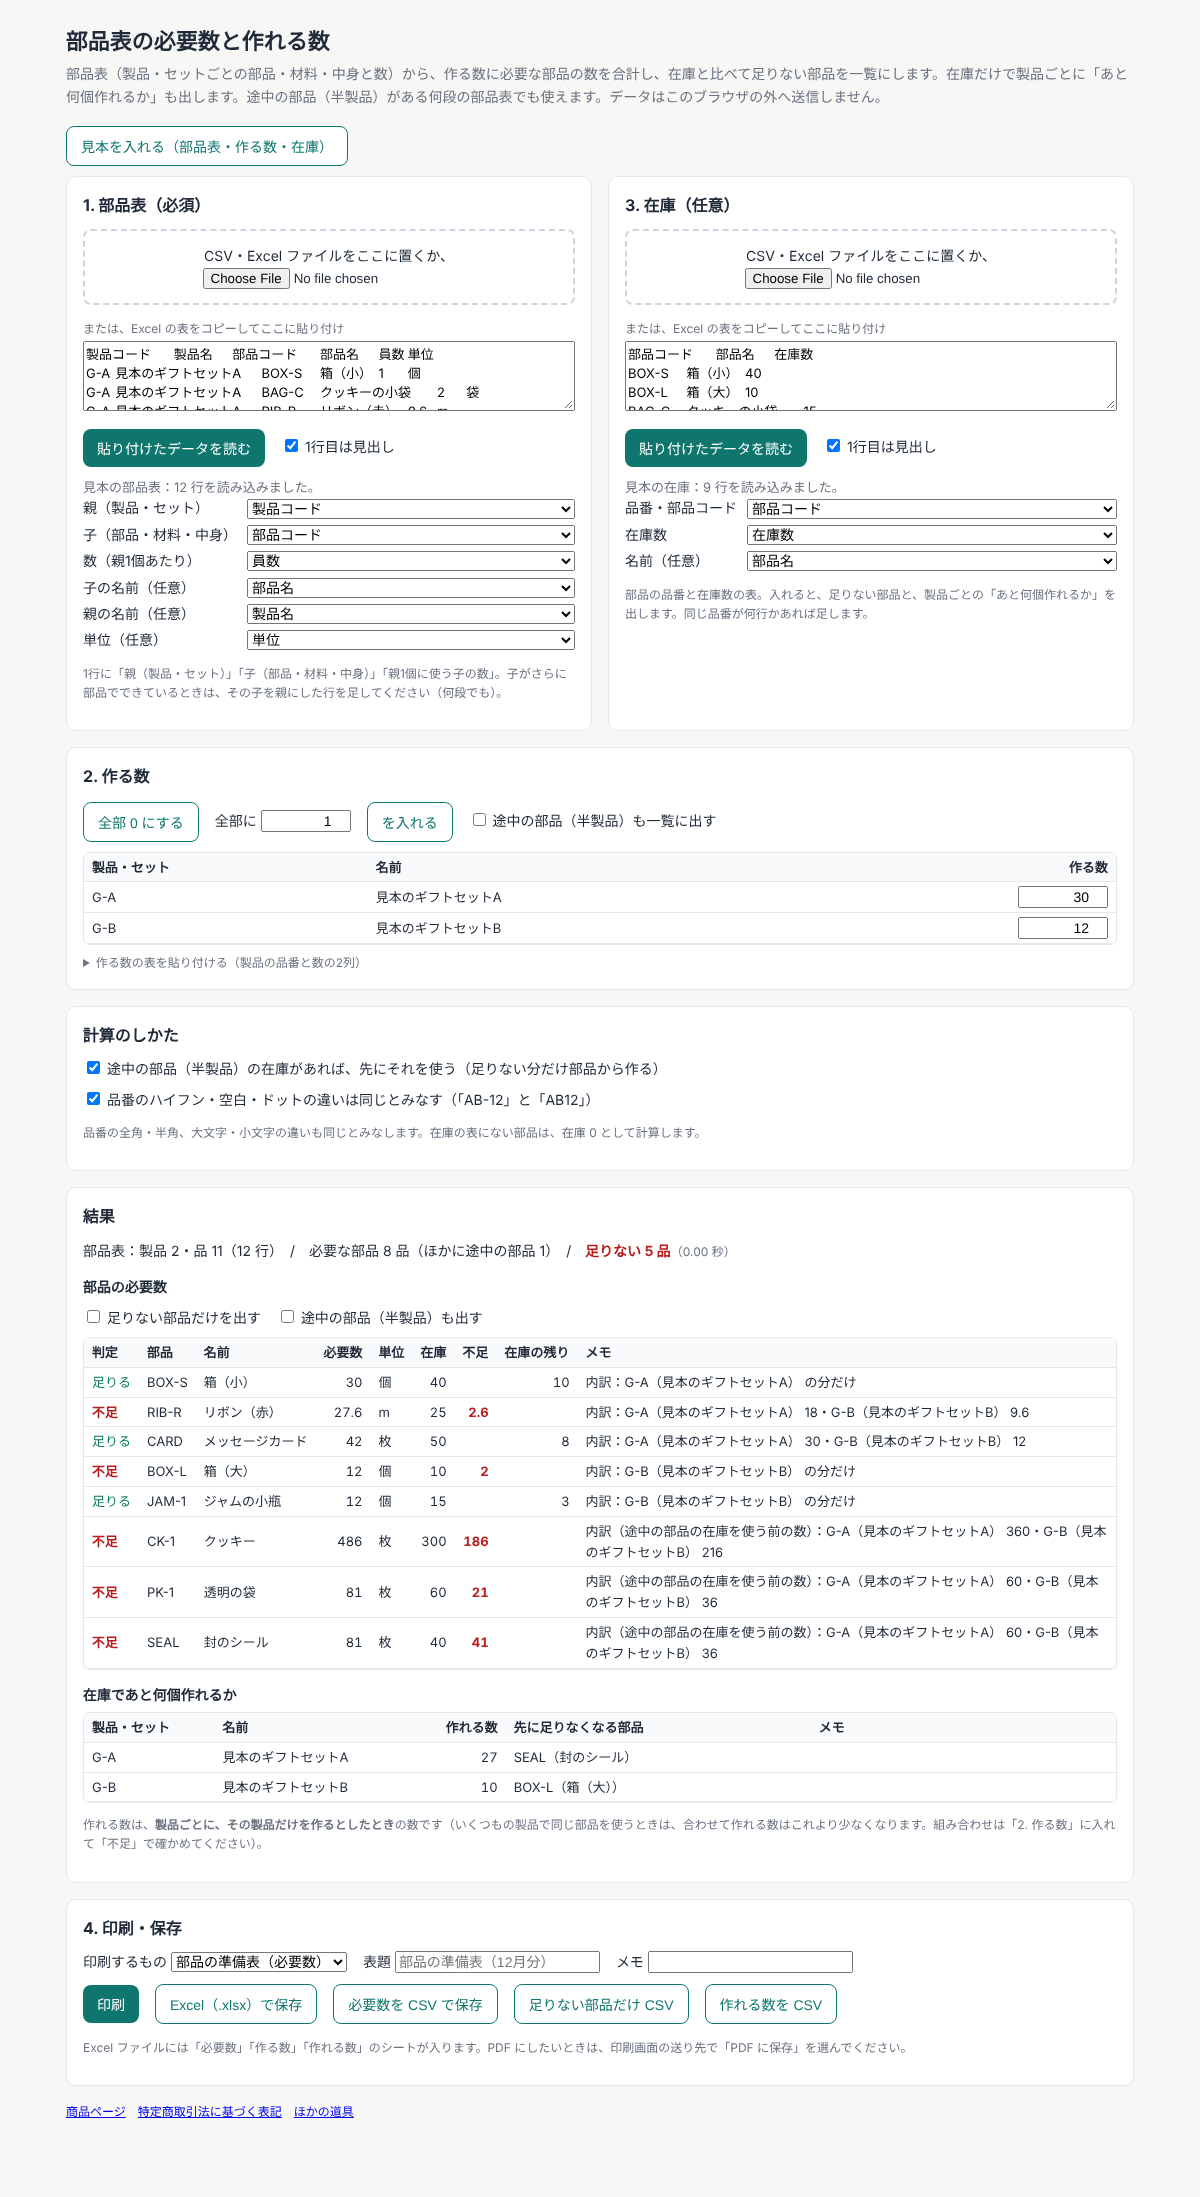 部品表の必要数と作れる数
部品表（製品・セットごとの部品・材料・中身と数）から、作る数に必要な部品の数を合計し、在庫と比べて足りない部品を一覧にします。在庫だけで製品ごとに「あと
何個作れるか」も出します。途中の部品（半製品）がある何段の部品表でも使えます。データはこのブラウザの外へ送信しません。
見本を入れる（部品表・作る数・在庫）
1. 部品表（必須）
CSV・Excel ファイルをここに置くか、
Choose File No file chosen
または、Excel の表をコピーしてここに貼り付け
製品コード 製品名 部品コード 部品名 員数 単位
G-A 見本のギフトセットA BOX-S 箱（小） 1 個
G-A 見本のギフトセットA BAG-C クッキーの小袋 2 袋
G-A 見本のギフトセットA RIB-R リボン（赤） 0.6 m
貼り付けたデータを読む 1行目は見出し
見本の部品表：12 行を読み込みました。
親（製品・セット） 製品コード
子（部品・材料・中身） 部品コード
数（親1個あたり） 員数
子の名前（任意） 部品名
親の名前（任意） 製品名
単位（任意） 単位
1行に「親（製品・セット）」「子（部品・材料・中身）」「親1個に使う子の数」。子がさらに
部品でできているときは、その子を親にした行を足してください（何段でも）。
3. 在庫（任意）
CSV・Excel ファイルをここに置くか、
Choose File No file chosen
または、Excel の表をコピーしてここに貼り付け
部品コード 部品名 在庫数
BOX-S 箱（小） 40
BOX-L 箱（大） 10
BAG-C クッキーの小袋 15
貼り付けたデータを読む 1行目は見出し
見本の在庫：9 行を読み込みました。
品番・部品コード 部品コード
在庫数 在庫数
名前（任意） 部品名
部品の品番と在庫数の表。入れると、足りない部品と、製品ごとの「あと何個作れるか」を
出します。同じ品番が何行かあれば足します。
2. 作る数
全部 0 にする 全部に 1 を入れる 途中の部品（半製品）も一覧に出す
製品・セット 名前 作る数
G-A 見本のギフトセットA 30
G-B 見本のギフトセットB 12
▶ 作る数の表を貼り付ける（製品の品番と数の2列）
計算のしかた
途中の部品（半製品）の在庫があれば、先にそれを使う（足りない分だけ部品から作る）
品番のハイフン・空白・ドットの違いは同じとみなす（「AB-12」と「AB12」）
品番の全角・半角、大文字・小文字の違いも同じとみなします。在庫の表にない部品は、在庫 0 として計算します。
結果
部品表：製品 2・品 11（12 行） / 必要な部品 8 品（ほかに途中の部品 1） / 足りない 5 品（0.00 秒）
部品の必要数
足りない部品だけを出す 途中の部品（半製品）も出す
判定 部品 名前 必要数 単位 在庫 不足 在庫の残り メモ
足りる BOX-S 箱（小） 30 個 40 10 内訳：G-A（見本のギフトセットA） の分だけ
不足 RIB-R リボン（赤） 27.6 m 25 2.6 内訳：G-A（見本のギフトセットA） 18・G-B（見本のギフトセットB） 9.6
足りる CARD メッセージカード 42 枚 50 8 内訳：G-A（見本のギフトセットA） 30・G-B（見本のギフトセットB） 12
不足 BOX-L 箱（大） 12 個 10 2 内訳：G-B（見本のギフトセットB） の分だけ
足りる JAM-1 ジャムの小瓶 12 個 15 3 内訳：G-B（見本のギフトセットB） の分だけ
不足 CK-1 クッキー 486 枚 300 186 内訳（途中の部品の在庫を使う前の数）：G-A（見本のギフトセットA） 360・G-B（見本
のギフトセットB） 216
不足 PK-1 透明の袋 81 枚 60 21 内訳（途中の部品の在庫を使う前の数）：G-A（見本のギフトセットA） 60・G-B（見本
のギフトセットB） 36
不足 SEAL 封のシール 81 枚 40 41 内訳（途中の部品の在庫を使う前の数）：G-A（見本のギフトセットA） 60・G-B（見本
のギフトセットB） 36
在庫であと何個作れるか
製品・セット 名前 作れる数 先に足りなくなる部品 メモ
G-A 見本のギフトセットA 27 SEAL（封のシール）
G-B 見本のギフトセットB 10 BOX-L（箱（大））
作れる数は、製品ごとに、その製品だけを作るとしたときの数です（いくつもの製品で同じ部品を使うときは、合わせて作れる数はこれより少なくなります。組み合わせは「2. 作る数」に入れ
て「不足」で確かめてください）。
4. 印刷・保存
印刷するもの 部品の準備表（必要数） 表題 部品の準備表（12月分） メモ
印刷 Excel（.xlsx）で保存 必要数を CSV で保存 足りない部品だけ CSV 作れる数を CSV
Excel ファイルには「必要数」「作る数」「作れる数」のシートが入ります。PDF にしたいときは、印刷画面の送り先で「PDF に保存」を選んでください。
商品ページ 特定商取引法に基づく表記 ほかの道具